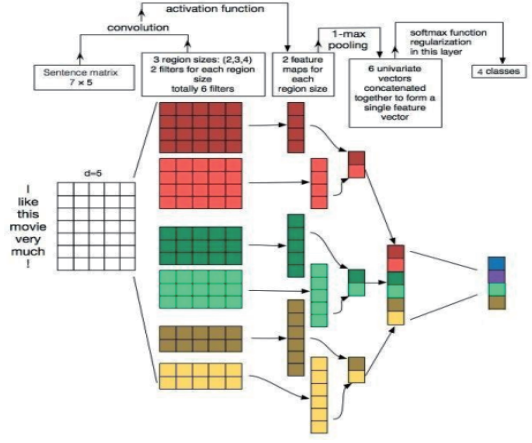 activation function
convolution
1-max
pooling
softmax function
regularization
in this layer
3 region sizes: (2,3,4)
2 filters for each region
size
totally 6 filters
2 feature
maps for
each
region size
Sentence matrix
7 × 5
6 univariate
vectors
concatenated
together to form a
single feature
vector
4 classes
d=5
I
like
this
movie
very
much
!